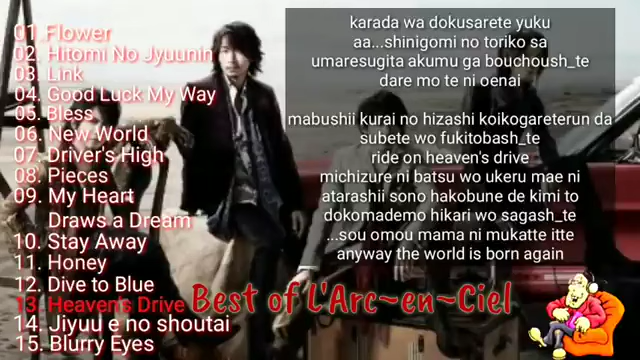 01. Flower
02. Hitomi No Jyuunin
03. Link
04. Good Luck My Way
05. Bless
06. New World
07. Driver's High
08. Pieces
09. My Heart
Draws a Dream
10. Stay Away
11. Honey
12. Dive to Blue
13. Heaven's Drive
14. Jiyuu e no shoutai
15. Blurry Eyes
karada wa dokusarete yuku
aa...shinigomi no toriko sa
umaresugita akumu ga bouchoush_te
dare mo te ni oenai
mabushii kurai no hizashi koikogareterun da
subete wo fukitobash_te
ride on heaven's drive
michizure ni batsu wo ukeru mae ni
atarashii sono hakobune de kimi to
dokomademo hikari wo sagash_te
...sou omou mama ni mukatte itte
anyway the world is born again
Best of L'Arc~en~Ciel